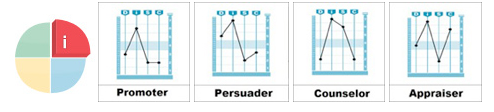 i
D I S C
D I S C
D I S C
D I S C
Promoter
Persuader
Counselor
Appraiser